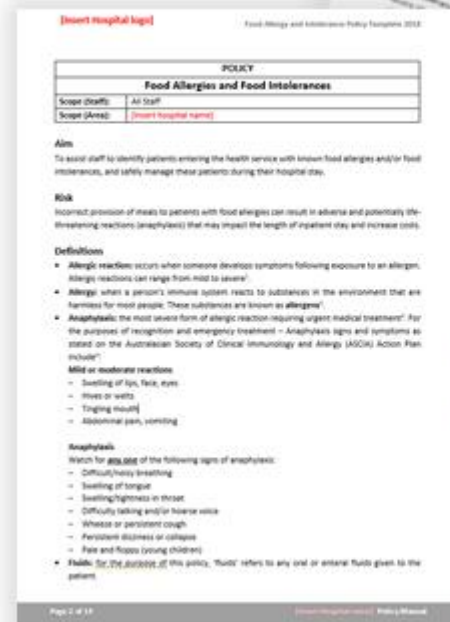 [Insert Hospital logo]
Food Allergy and Intolerance Policy Template 2018
POLICY
Food Allergies and Food Intolerances
Scope (Staff): All Staff
Scope (Area): [Insert hospital name]
Aim
To assist staff to identify patients entering the health service with known food allergies and/or food
intolerances, and safely manage these patients during their hospital stay.
Risk
Incorrect provision of meals to patients with food allergies can result in adverse and potentially life-
threatening reactions (anaphylaxis) that may impact the length of inpatient stay and increase costs.
Definitions
• Allergic reaction: occurs when someone develops symptoms following exposure to an allergen.
Allergic reactions can range from mild to severe
• Allergy: when a person's immune system reacts to substances in the environment that are
harmless for most people. These substances are known as allergens
• Anaphylaxis: the most severe form of allergic reaction requiring urgent medical treatment. For
the purposes of recognition and emergency treatment – Anaphylaxis signs and symptoms as
stated on the Australasian Society of Clinical Immunology and Allergy (ASCIA) Action Plan
include
Mild or moderate reactions
– Swelling of lips, face, eyes
– Hives or welts
– Tingling mouth
– Abdominal pain, vomiting
Anaphylaxis
Watch for any one of the following signs of anaphylaxis:
– Difficult/noisy breathing
– Swelling of tongue
– Swelling/tightness in throat
– Difficulty talking and/or hoarse voice
– Wheeze or persistent cough
– Persistent dizziness or collapse
– Pale and floppy (young children)
• Fluids: for the purpose of this policy, 'fluids' refers to any oral or enteral fluids given to the
patient
Page 2 of 19
Policy Manual